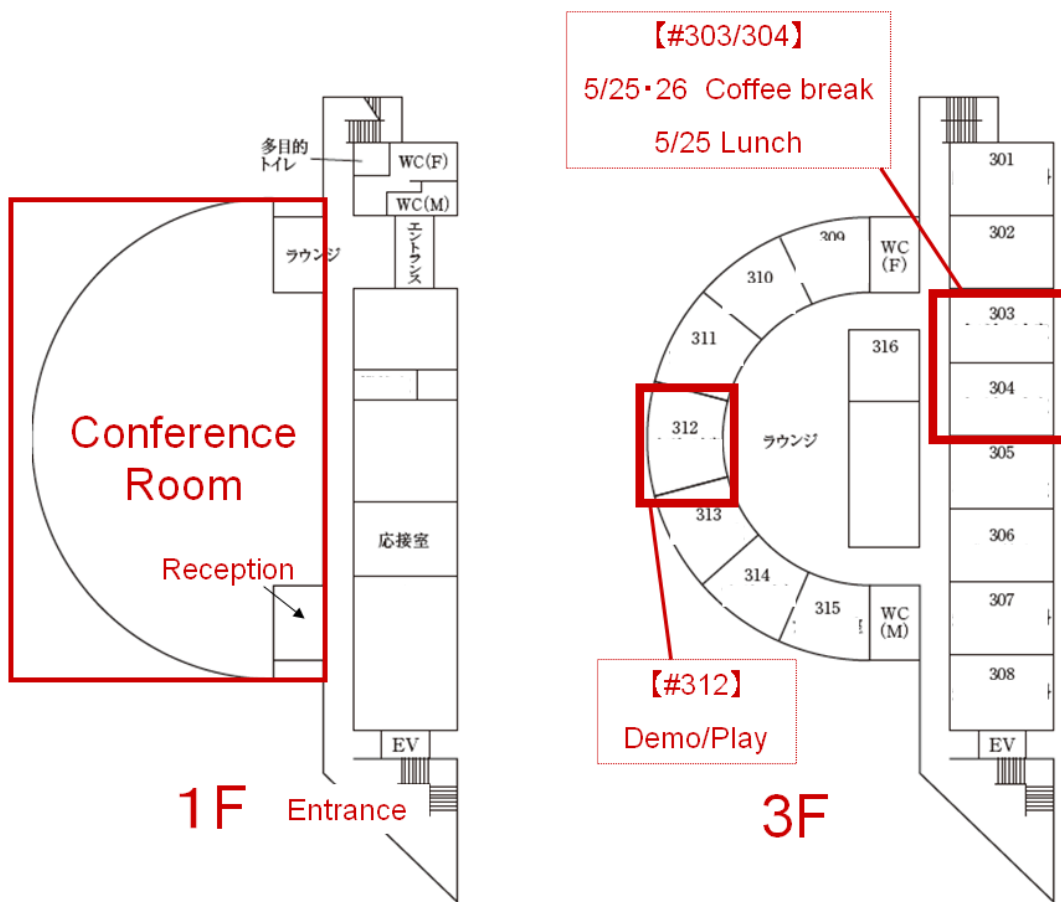 【#303/304】
5/25・26 Coffee break
5/25 Lunch
多目的
トイレ
WC(F)
WC(M)
エントランス
ラウンジ
Conference
Room
Reception
応接室
EV
1F
Entrance
301
302
303
304
305
306
307
308
309
310
311
312
313
314
315
316
WC
(F)
ラウンジ
WC
(M)
EV
【#312】
Demo/Play
3F